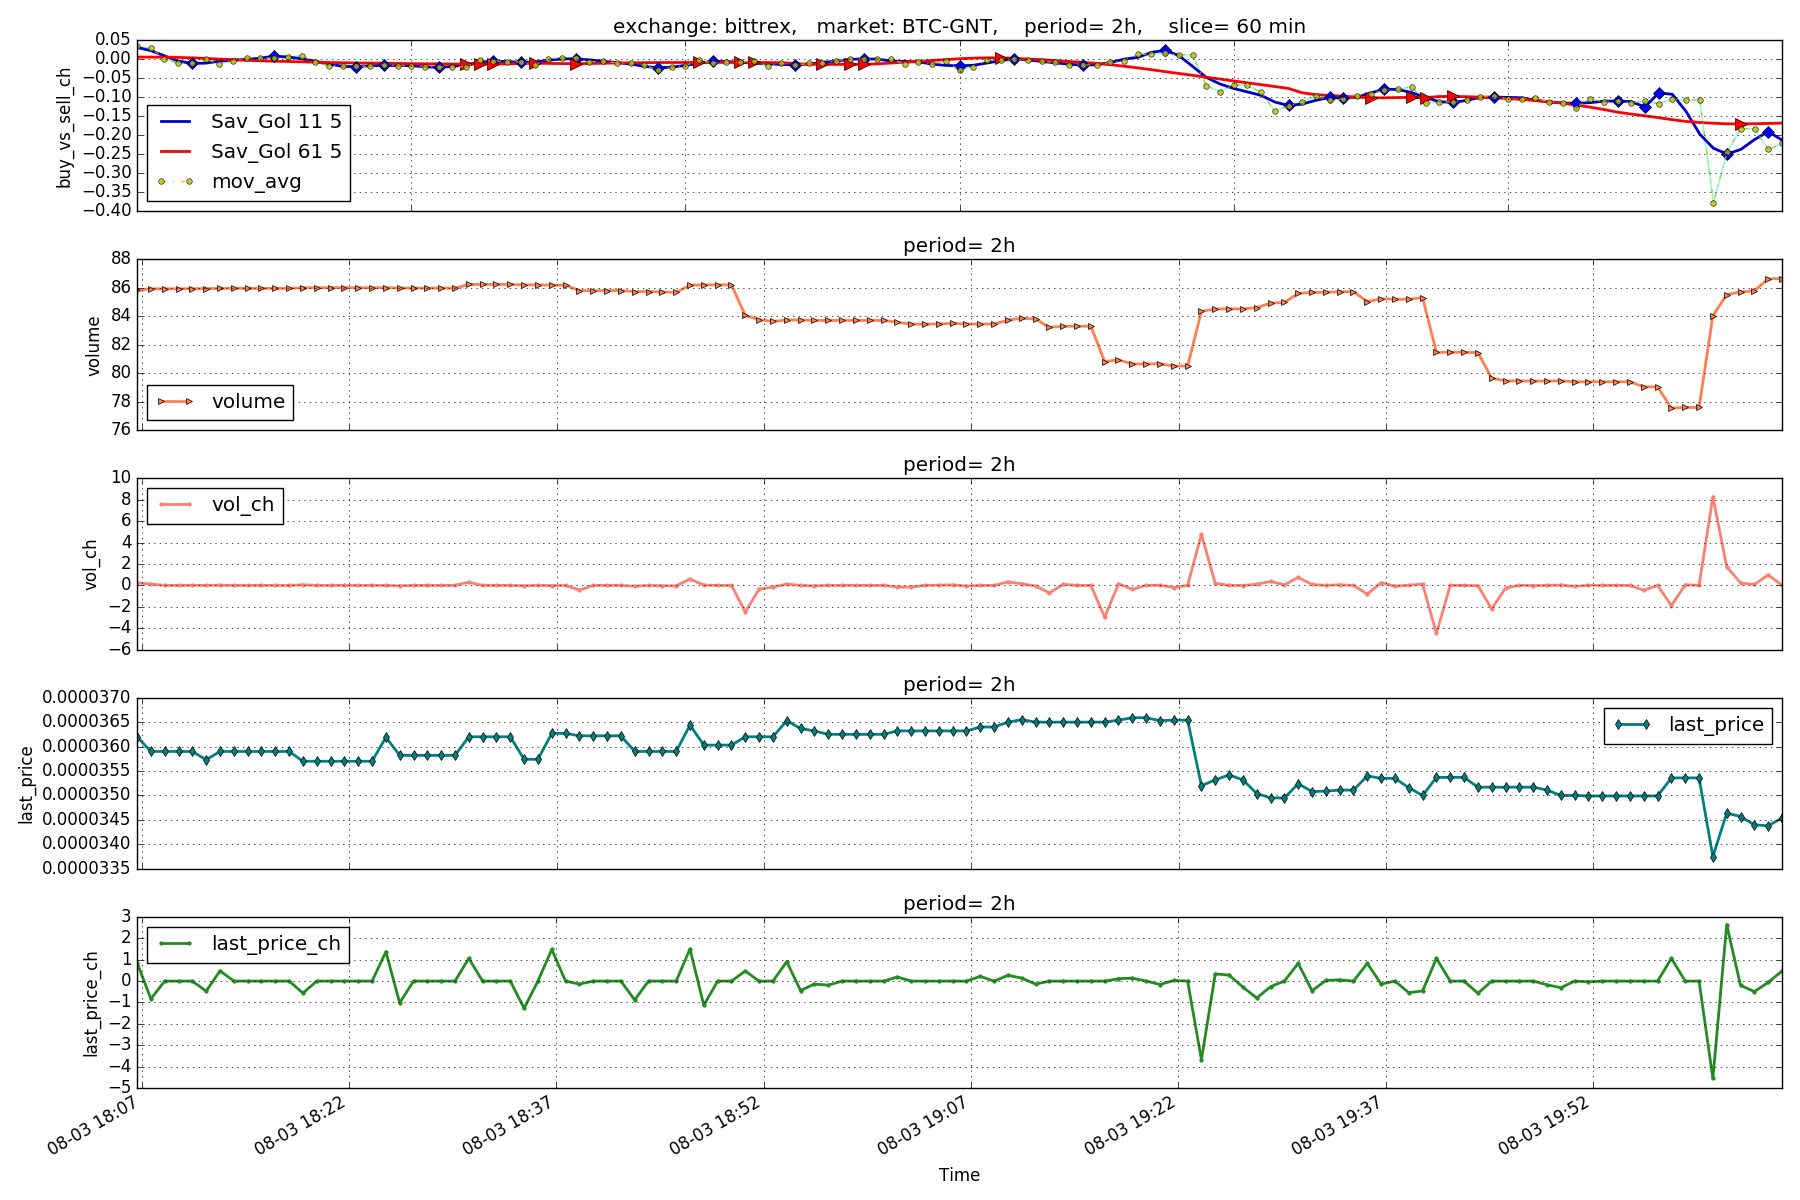 exchange: bittrex,   market: BTC-GNT,    period= 2h,    slice= 60 min
0.05
0.00
−0.05
−0.10
−0.15
−0.20
−0.25
−0.30
−0.35
−0.40
buy_vs_sell_ch
Sav_Gol 11 5
Sav_Gol 61 5
mov_avg
period= 2h
88
86
84
82
80
78
76
volume
volume
period= 2h
10
8
6
4
2
0
−2
−4
−6
vol_ch
vol_ch
period= 2h
0.0000370
0.0000365
0.0000360
0.0000355
0.0000350
0.0000345
0.0000340
0.0000335
last_price
last_price
period= 2h
3
2
1
0
−1
−2
−3
−4
−5
last_price_ch
last_price_ch
08-03 18:07
08-03 18:22
08-03 18:37
08-03 18:52
08-03 19:07
08-03 19:22
08-03 19:37
08-03 19:52
Time